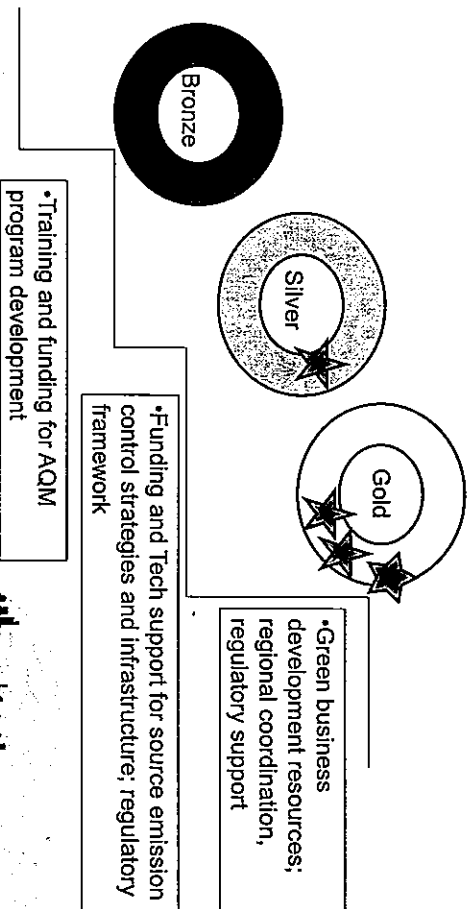 Bronze
Silver
Gold
•Green business
development resources;
regional coordination,
regulatory support
•Funding and Tech support for source emission
control strategies and infrastructure; regulatory
framework
•Training and funding for AQM
program development